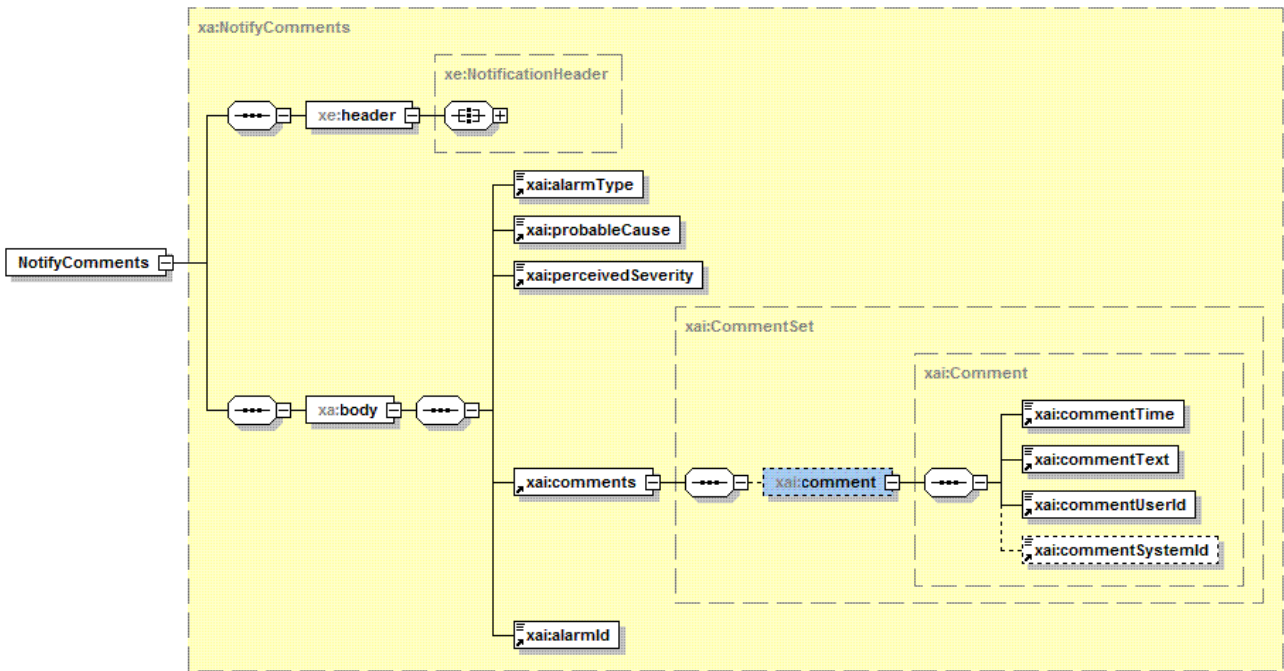 xa:NotifyComments
xe:NotificationHeader
xe:header
xai:alarmType
xai:probableCause
NotifyComments
xai:perceivedSeverity
xai:CommentSet
xai:Comment
xa:body
xai:commentTime
xai:commentText
xai:comments
xai:comment
xai:commentUserId
xai:commentSystemId
xai:alarmId